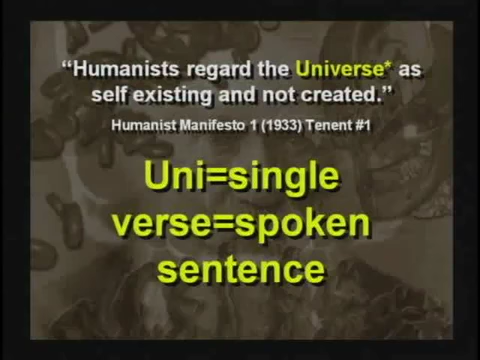 “Humanists regard the Universe* as
self existing and not created.”
Humanist Manifesto 1 (1933) Tenent #1
Uni=single
verse=spoken
sentence